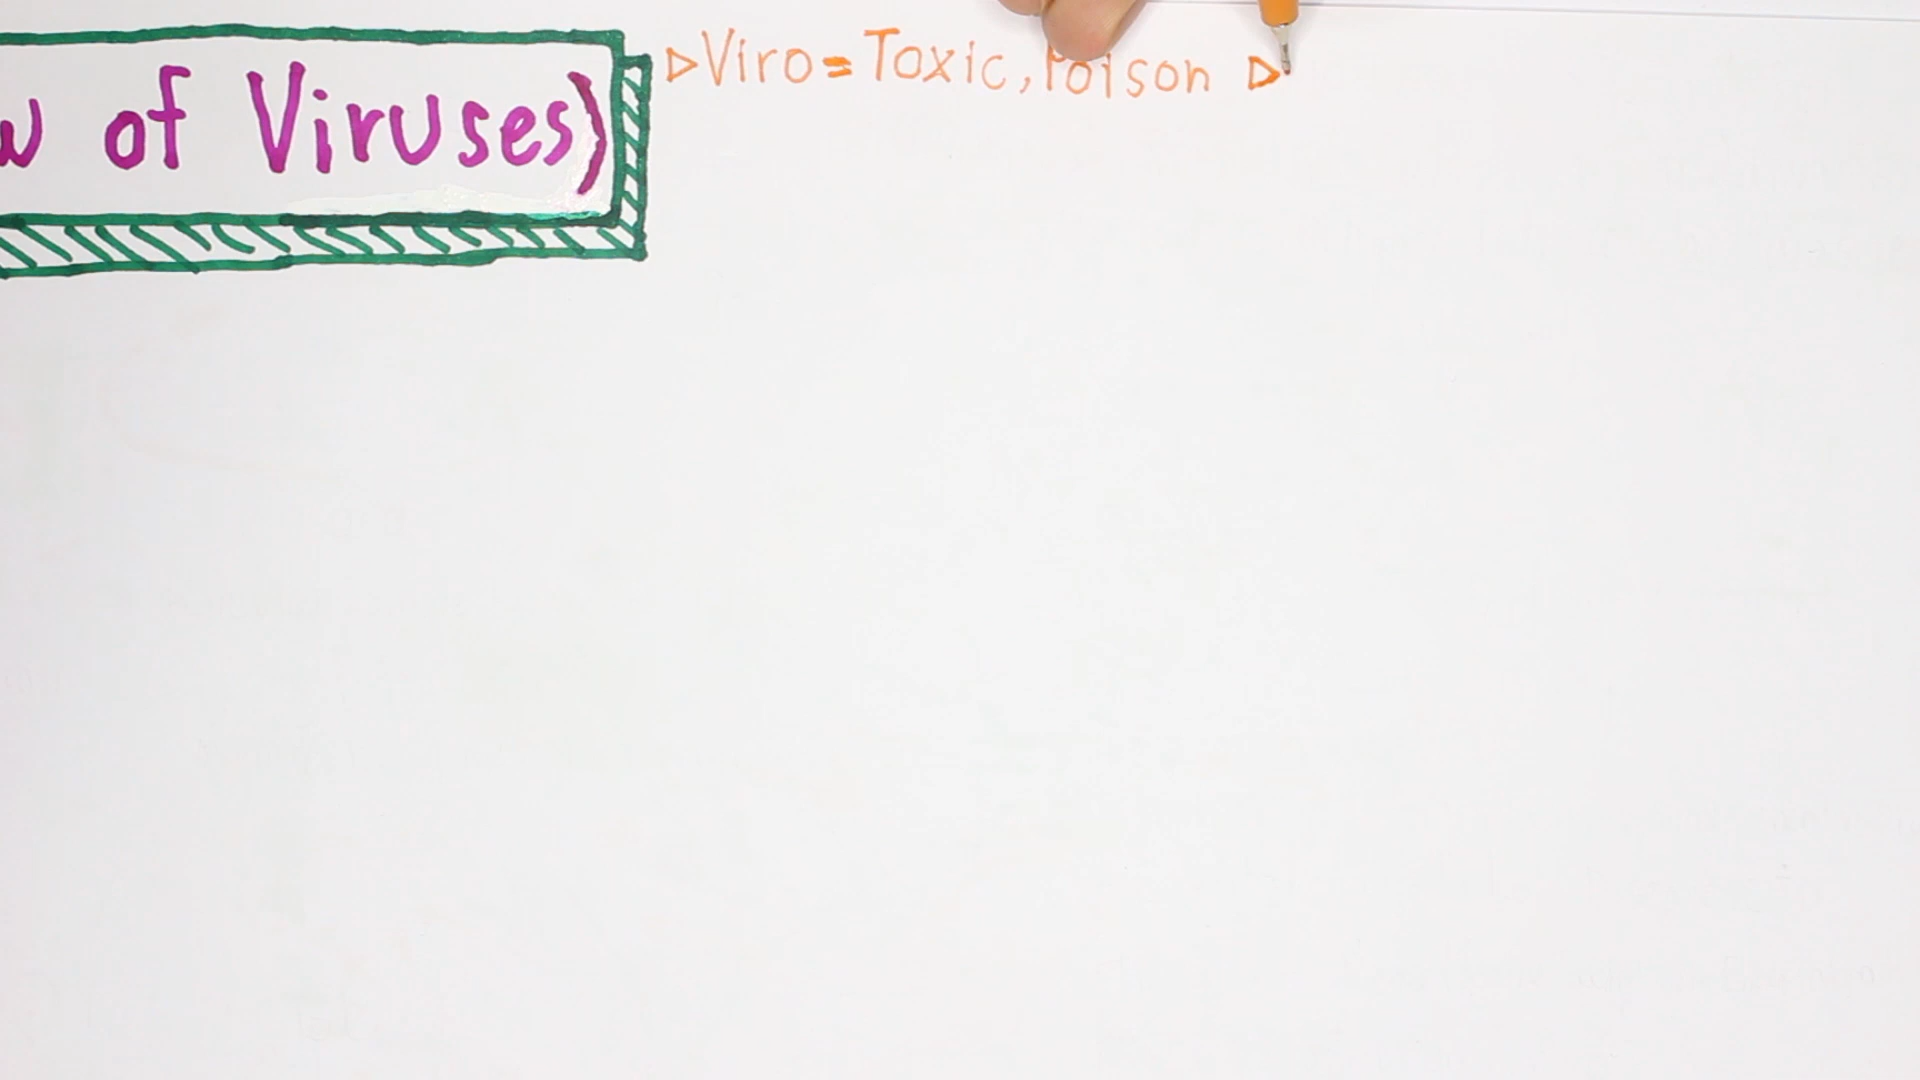 of Viruses)
▷Viro=Toxic, Poison ▷